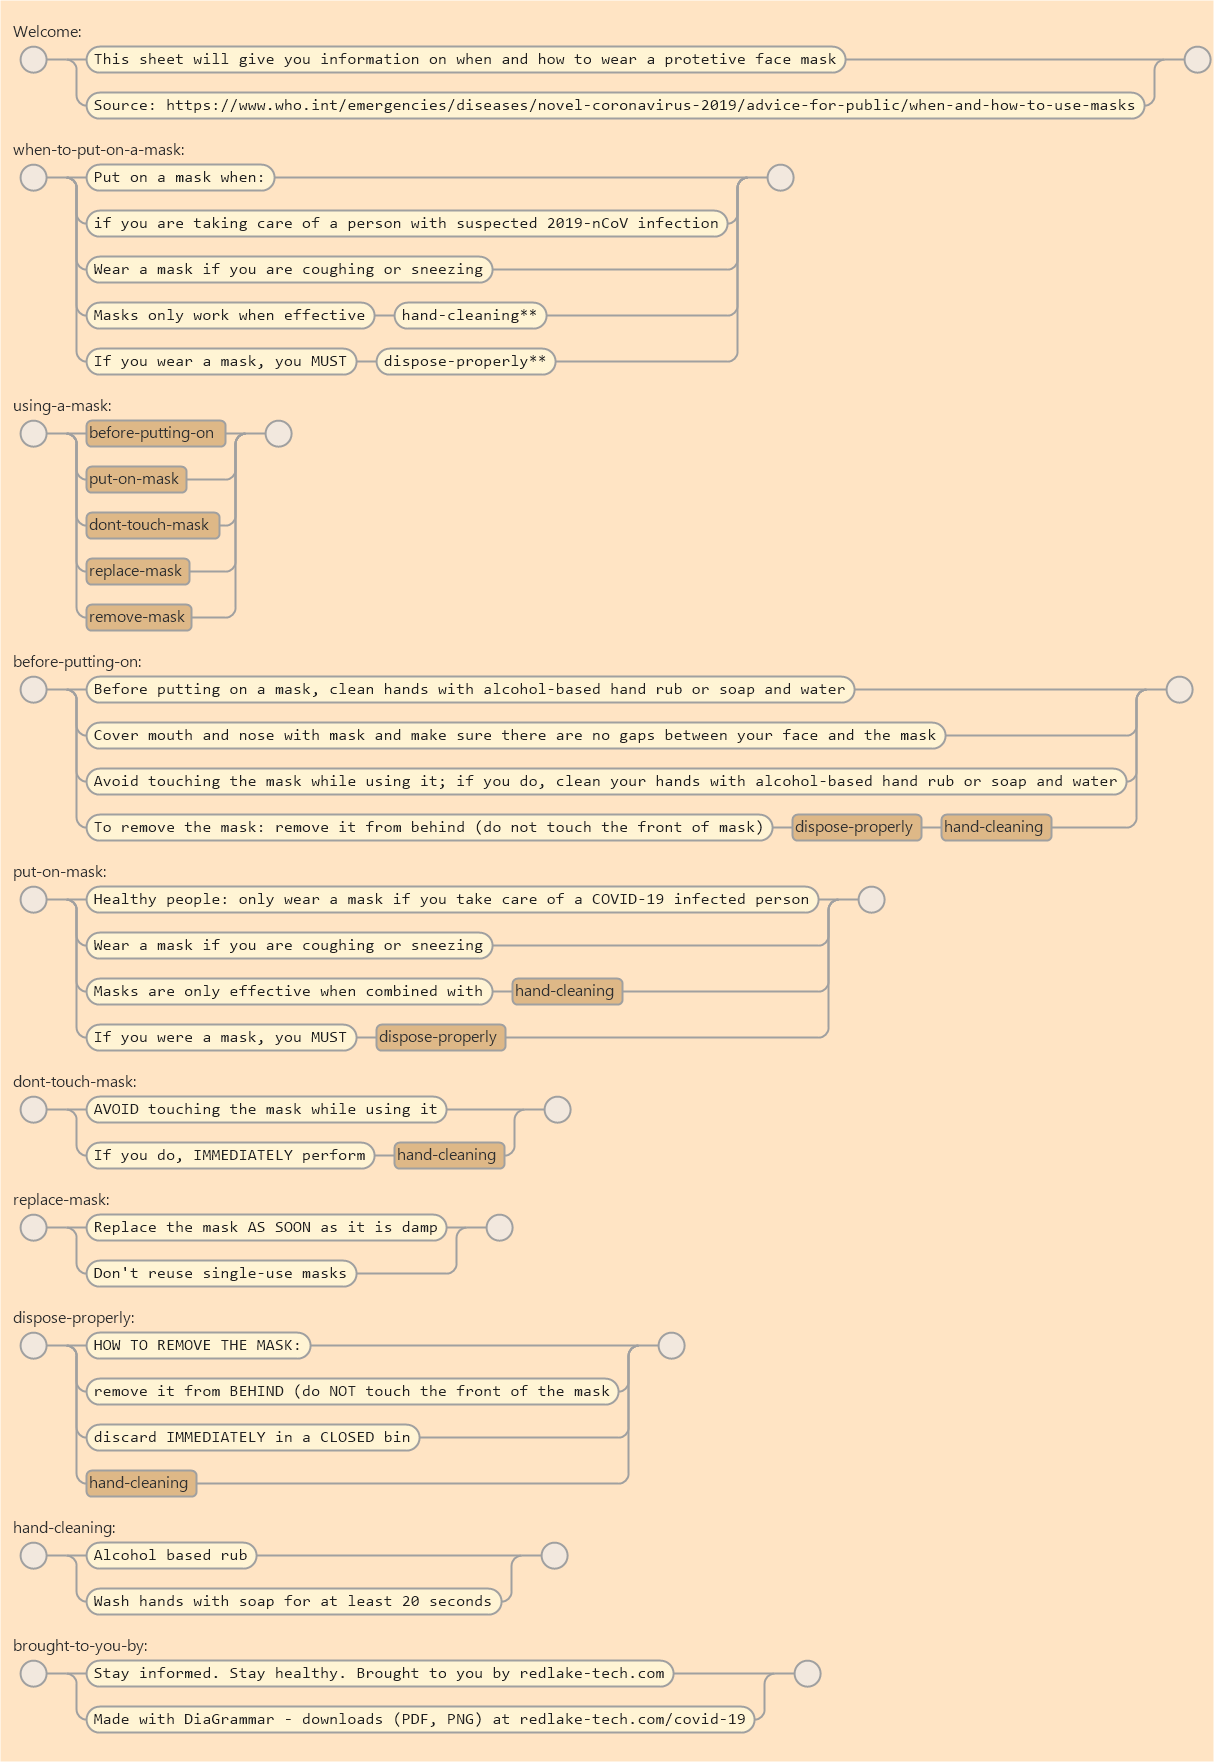 Welcome:
This sheet will give you information on when and how to wear a protetive face mask
Source: https://www.who.int/emergencies/diseases/novel-coronavirus-2019/advice-for-public/when-and-how-to-use-masks
when-to-put-on-a-mask:
Put on a mask when:
if you are taking care of a person with suspected 2019-nCoV infection
Wear a mask if you are coughing or sneezing
Masks only work when effective hand-cleaning**
If you wear a mask, you MUST dispose-properly**
using-a-mask:
before-putting-on
put-on-mask
dont-touch-mask
replace-mask
remove-mask
before-putting-on:
Before putting on a mask, clean hands with alcohol-based hand rub or soap and water
Cover mouth and nose with mask and make sure there are no gaps between your face and the mask
Avoid touching the mask while using it; if you do, clean your hands with alcohol-based hand rub or soap and water
To remove the mask: remove it from behind (do not touch the front of mask) dispose-properly hand-cleaning
put-on-mask:
Healthy people: only wear a mask if you take care of a COVID-19 infected person
Wear a mask if you are coughing or sneezing
Masks are only effective when combined with hand-cleaning
If you were a mask, you MUST dispose-properly
dont-touch-mask:
AVOID touching the mask while using it
If you do, IMMEDIATELY perform hand-cleaning
replace-mask:
Replace the mask AS SOON as it is damp
Don't reuse single-use masks
dispose-properly:
HOW TO REMOVE THE MASK:
remove it from BEHIND (do NOT touch the front of the mask
discard IMMEDIATELY in a CLOSED bin
hand-cleaning
hand-cleaning:
Alcohol based rub
Wash hands with soap for at least 20 seconds
brought-to-you-by:
Stay informed. Stay healthy. Brought to you by redlake-tech.com
Made with DiaGrammar - downloads (PDF, PNG) at redlake-tech.com/covid-19